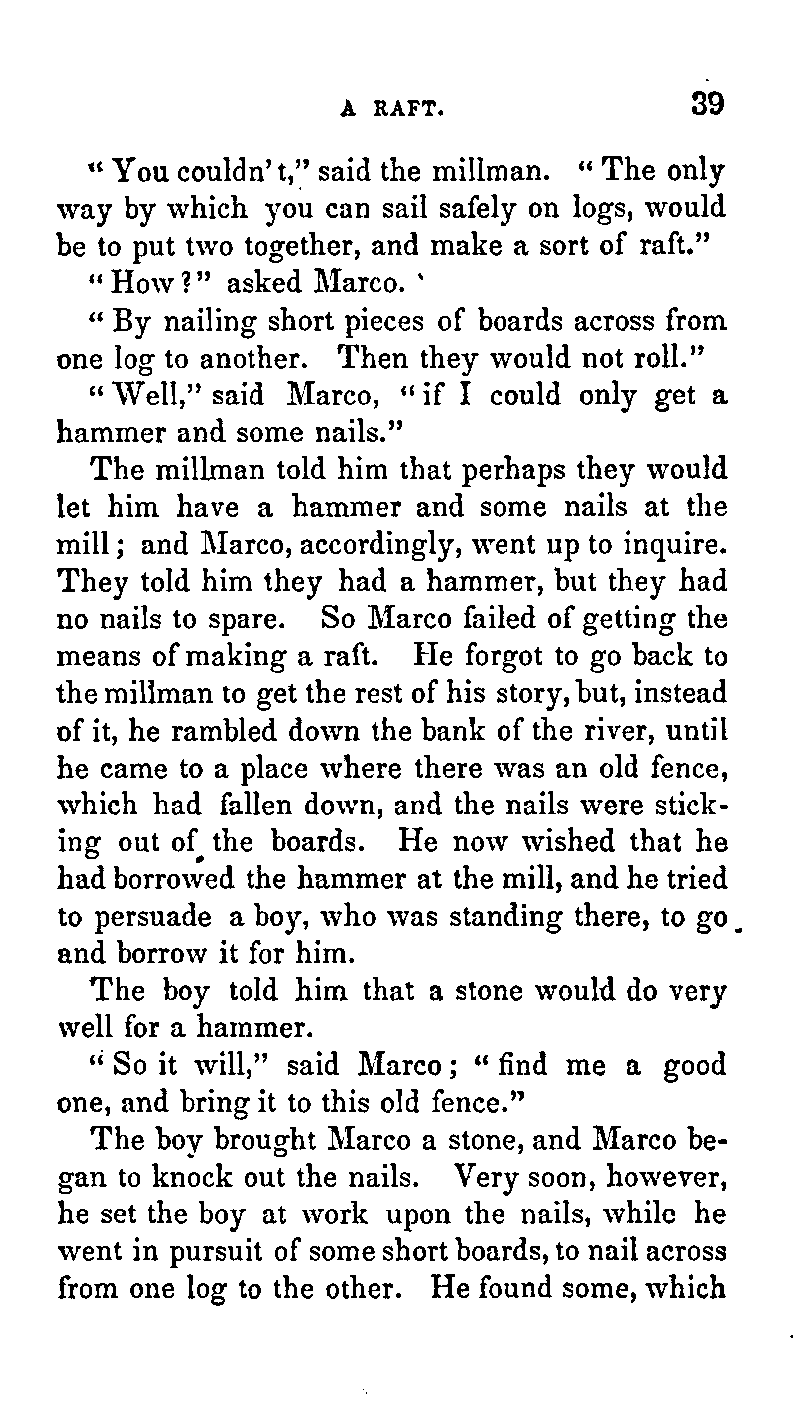 A RAFT. 39
“You couldn't,” said the millman. “The only
way by which you can sail safely on logs, would
be to put two together, and make a sort of raft.”
“How?” asked Marco.
“By nailing short pieces of boards across from
one log to another. Then they would not roll.”
“Well,” said Marco, “if I could only get a
hammer and some nails.”
The millman told him that perhaps they would
let him have a hammer and some nails at the
mill; and Marco, accordingly, went up to inquire.
They told him they had a hammer, but they had
no nails to spare. So Marco failed of getting the
means of making a raft. He forgot to go back to
the millman to get the rest of his story, but, instead
of it, he rambled down the bank of the river, until
he came to a place where there was an old fence,
which had fallen down, and the nails were stick-
ing out of the boards. He now wished that he
had borrowed the hammer at the mill, and he tried
to persuade a boy, who was standing there, to go
and borrow it for him.
The boy told him that a stone would do very
well for a hammer.
“So it will,” said Marco; “find me a good
one, and bring it to this old fence.”
The boy brought Marco a stone, and Marco be-
gan to knock out the nails. Very soon, however,
he set the boy at work upon the nails, while he
went in pursuit of some short boards, to nail across
from one log to the other. He found some, which